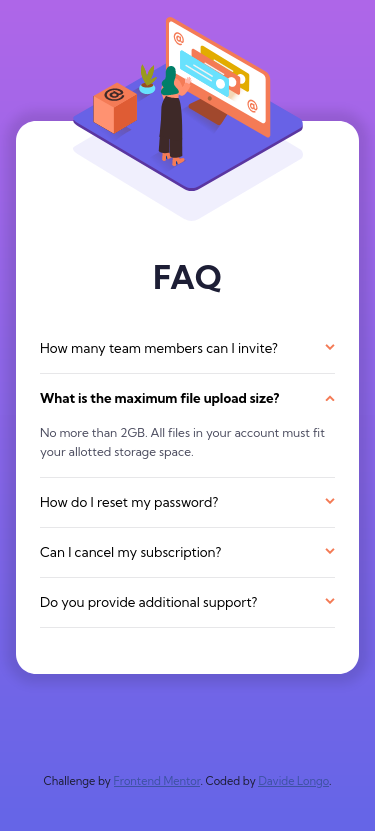 @
@
@
FAQ
How many team members can I invite?
What is the maximum file upload size?
No more than 2GB. All files in your account must fit
your allotted storage space.
How do I reset my password?
Can I cancel my subscription?
Do you provide additional support?
Challenge by Frontend Mentor. Coded by Davide Longo.